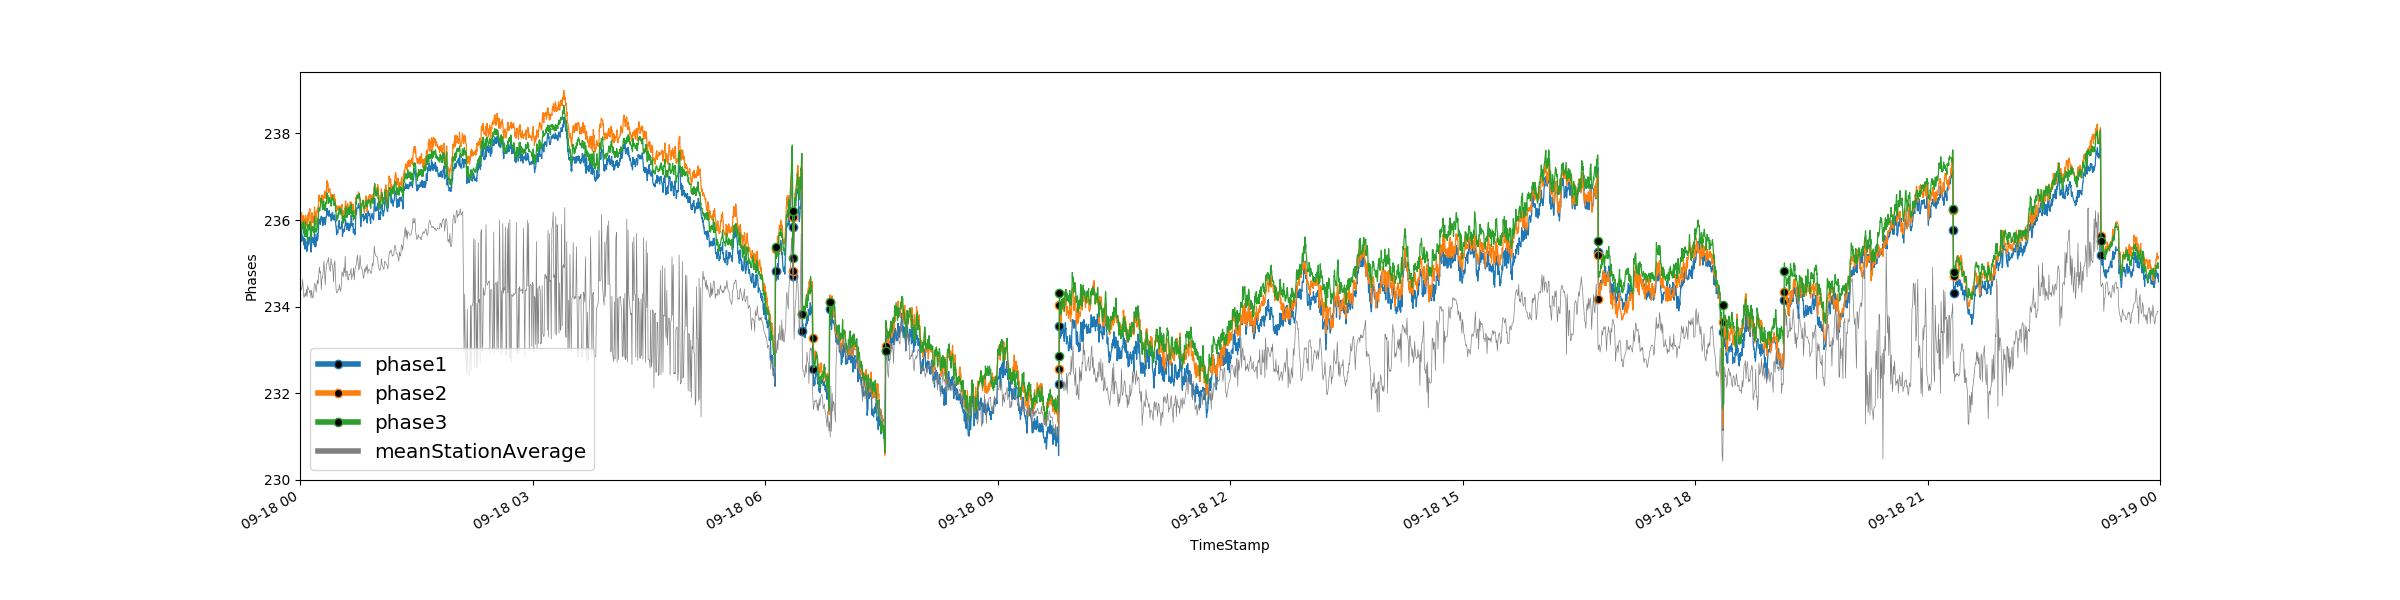 Phases
238
236
234
232
230
phase1
phase2
phase3
meanStationAverage
09-18 00
09-18 03
09-18 06
09-18 09
09-18 12
09-18 15
09-18 18
09-18 21
09-19 00
TimeStamp